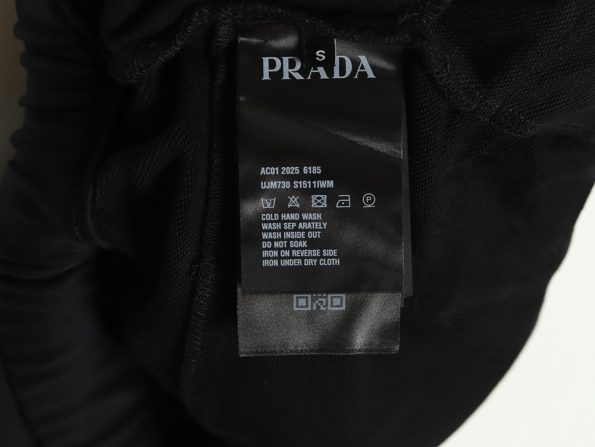 S
PRADA
AC01 2025 6185
UJM730 S1511IWM
COLD HAND WASH
WASH SEP ARATELY
WASH INSIDE OUT
DO NOT SOAK
IRON ON REVERSE SIDE
IRON UNDER DRY CLOTH